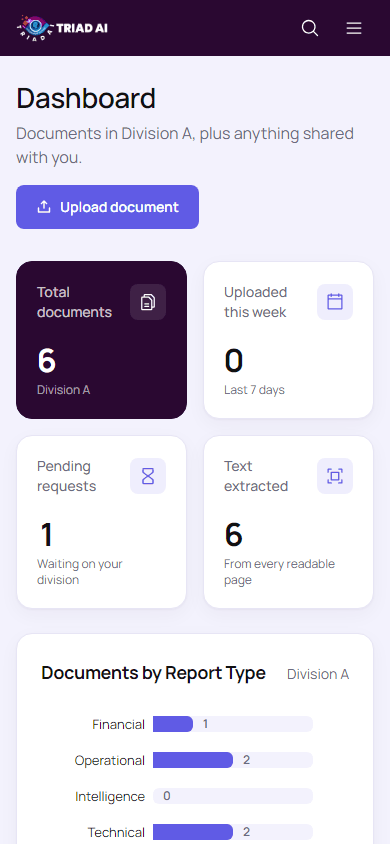 TRIADA
TRIAD AI
Dashboard
Documents in Division A, plus anything shared
with you.
Upload document
Total
documents
6
Division A
Uploaded
this week
0
Last 7 days
Pending
requests
1
Waiting on your
division
Text
extracted
6
From every readable
page
Documents by Report Type
Division A
Financial 1
Operational 2
Intelligence 0
Technical 2